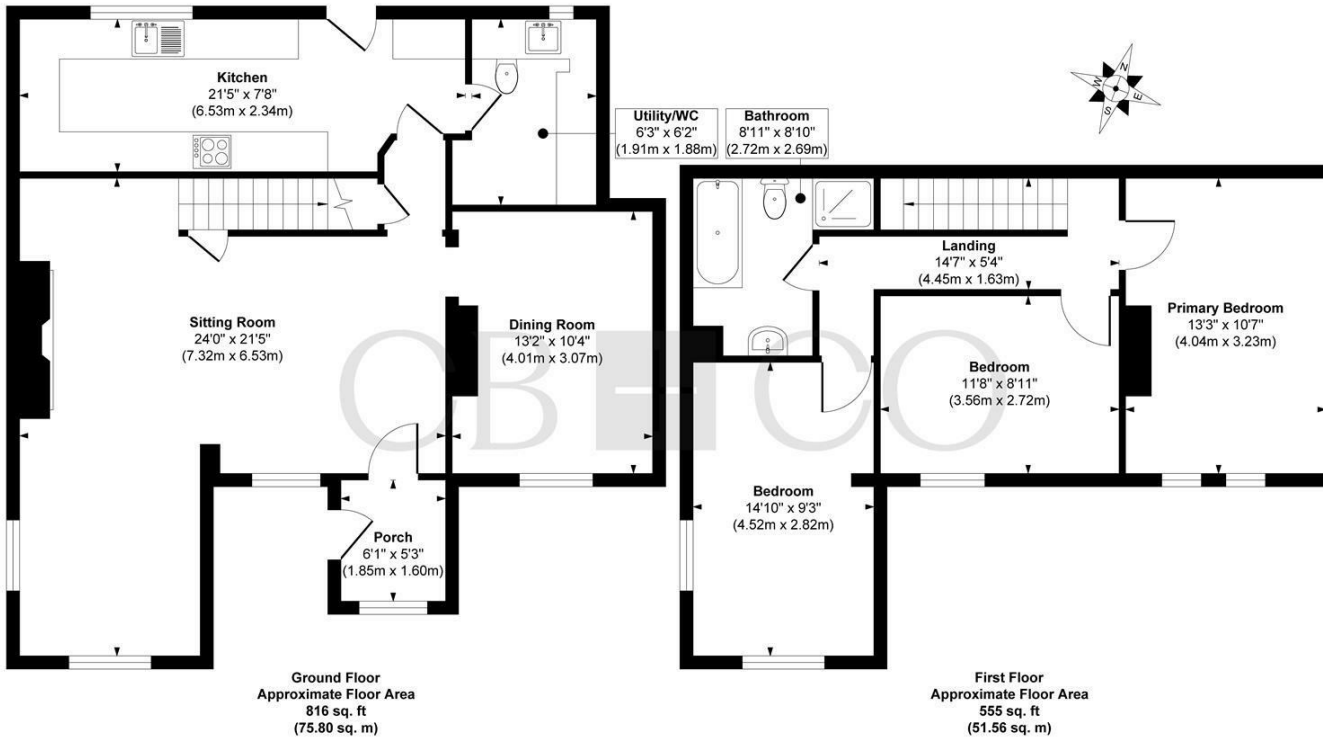 Kitchen
21'5" x 7'8"
(6.53m x 2.34m)
Utility/WC
6'3" x 6'2"
(1.91m x 1.88m)
Bathroom
8'11" x 8'10"
(2.72m x 2.69m)
N
E
S
W
Landing
14'7" x 5'4"
(4.45m x 1.63m)
Sitting Room
24'0" x 21'5"
(7.32m x 6.53m)
Dining Room
13'2" x 10'4"
(4.01m x 3.07m)
Primary Bedroom
13'3" x 10'7"
(4.04m x 3.23m)
Bedroom
11'8" x 8'11"
(3.56m x 2.72m)
CB CO
Bedroom
14'10" x 9'3"
(4.52m x 2.82m)
Porch
6'1" x 5'3"
(1.85m x 1.60m)
Ground Floor
Approximate Floor Area
816 sq. ft
(75.80 sq. m)
First Floor
Approximate Floor Area
555 sq. ft
(51.56 sq. m)